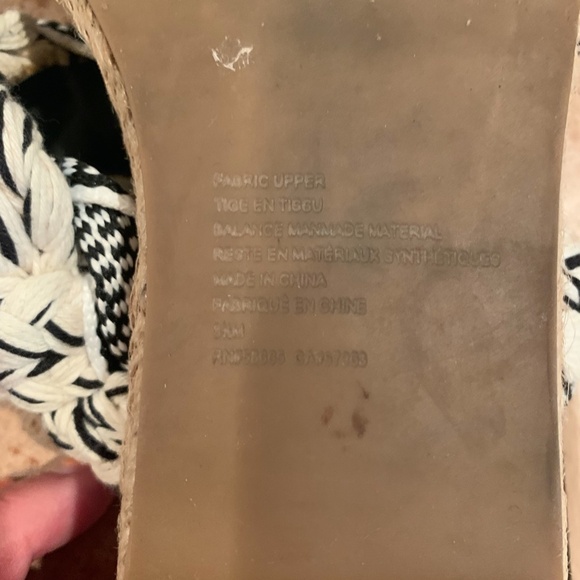 FABRIC UPPER
TIGE EN TISSU
BALANCE MANMADE MATERIAL
RESTE EN MATÉRIAUX SYNTHÉTIQUES
MADE IN CHINA
FABRIQUÉ EN CHINE